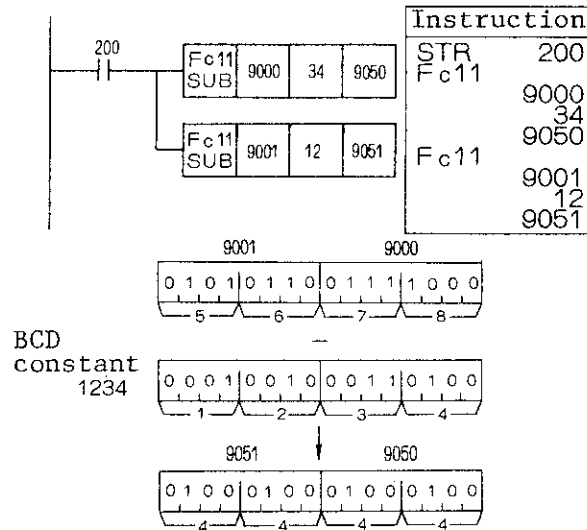 200
Fc11 SUB 9000 34 9050
Fc11 SUB 9001 12 9051
Instruction
STR 200
Fc11
9000
34
9050
Fc11
9001
12
9051
9001 9000
0 1 0 1 0 1 1 0 0 1 1 1 1 0 0 0
5 6 7 8
−
BCD
constant
1234
0 0 0 1 0 0 1 0 0 0 1 1 0 1 0 0
1 2 3 4
9051 9050
0 1 0 0 0 1 0 0 0 1 0 0 0 1 0 0
4 4 4 4